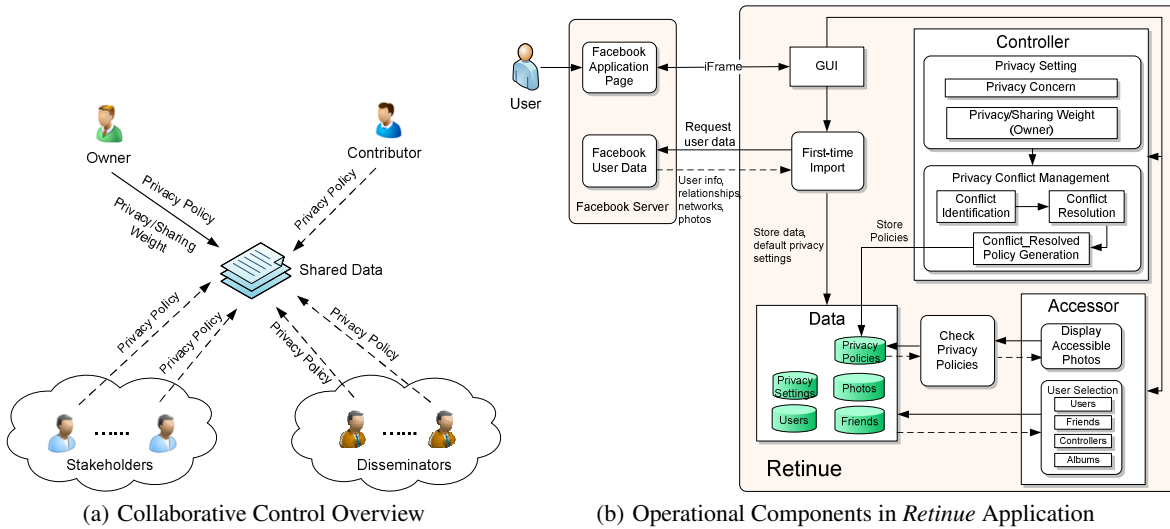 Owner
Contributor
Privacy Policy
Privacy/Sharing
Weight
Privacy Policy
Shared Data
Privacy Policy
Privacy Policy
Privacy Policy
Privacy Policy
......
Stakeholders
......
Disseminators
(a) Collaborative Control Overview
User
Facebook
Application
Page
Facebook
User Data
Facebook Server
iFrame
Request
user data
User info,
relationships,
networks,
photos
GUI
First-time
Import
Store data,
default privacy
settings
Controller
Privacy Setting
Privacy Concern
Privacy/Sharing Weight
(Owner)
Privacy Conflict Management
Conflict
Identification
Conflict
Resolution
Conflict_Resolved
Policy Generation
Store
Policies
Data
Privacy
Policies
Privacy
Settings
Photos
Users
Friends
Check
Privacy
Policies
Accessor
Display
Accessible
Photos
User Selection
Users
Friends
Controllers
Albums
Retinue
(b) Operational Components in Retinue Application